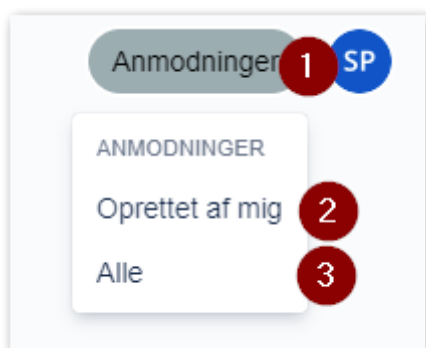 Anmodninger 1 SP
ANMODNINGER
Oprettet af mig 2
Alle 3